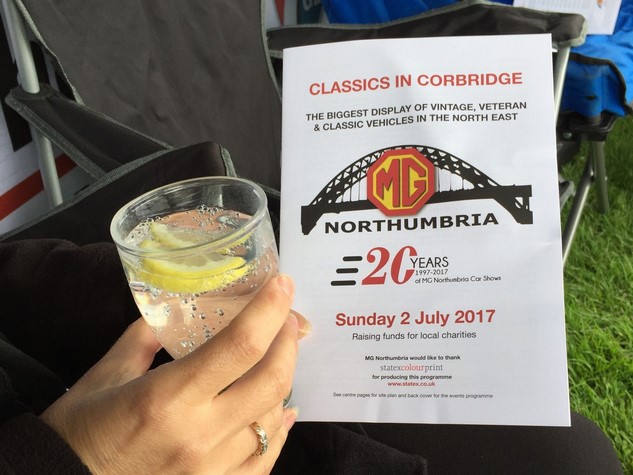 CLASSICS IN CORBRIDGE
THE BIGGEST DISPLAY OF VINTAGE, VETERAN
& CLASSIC VEHICLES IN THE NORTH EAST
MG
NORTHUMBRIA
20 YEARS
1997-2017
of MG Northumbria Car Shows
Sunday 2 July 2017
Raising funds for local charities
MG Northumbria would like to thank
statexcolourprint
for producing this programme
www.statex.co.uk
See centre pages for site plan and back cover for the events programme